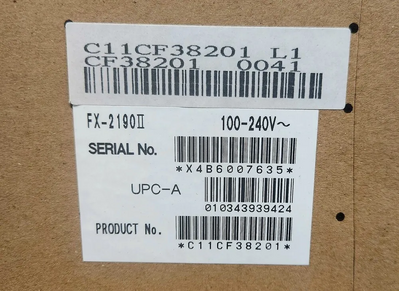 C11CF38201 L1
CF38201 0041
FX-2190II 100-240V~
SERIAL No.
*X4B6007635*
UPC-A
010343939424
PRODUCT No.
*C11CF38201*